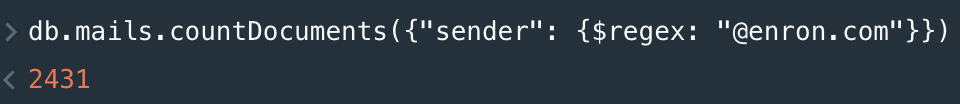 > db.mails.countDocuments({"sender": {$regex: "@enron.com"}})
< 2431